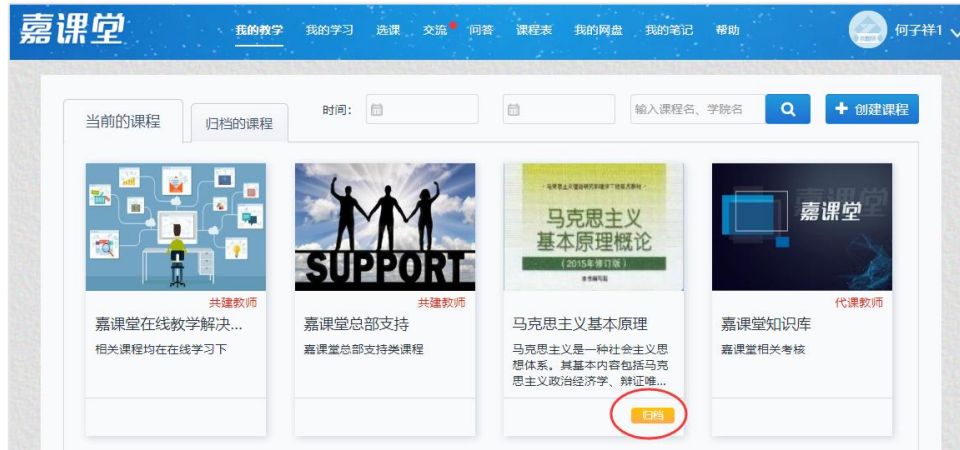 嘉课堂
我的教学 我的学习 选课 交流 问答 课程表 我的网盘 我的笔记 帮助
何子祥1
当前的课程
归档的课程
时间:
输入课程名、学院名
创建课程
SUPPORT
马克思主义
基本原理概论
(2015年修订版)
嘉课堂
共建教师
嘉课堂在线教学解决...
相关课程均在在线学习下
共建教师
嘉课堂总部支持
嘉课堂总部支持类课程
马克思主义基本原理
马克思主义是一种社会主义思
想体系。其基本内容包括马克
思主义政治经济学、辩证唯...
归档
代课教师
嘉课堂知识库
嘉课堂相关考核